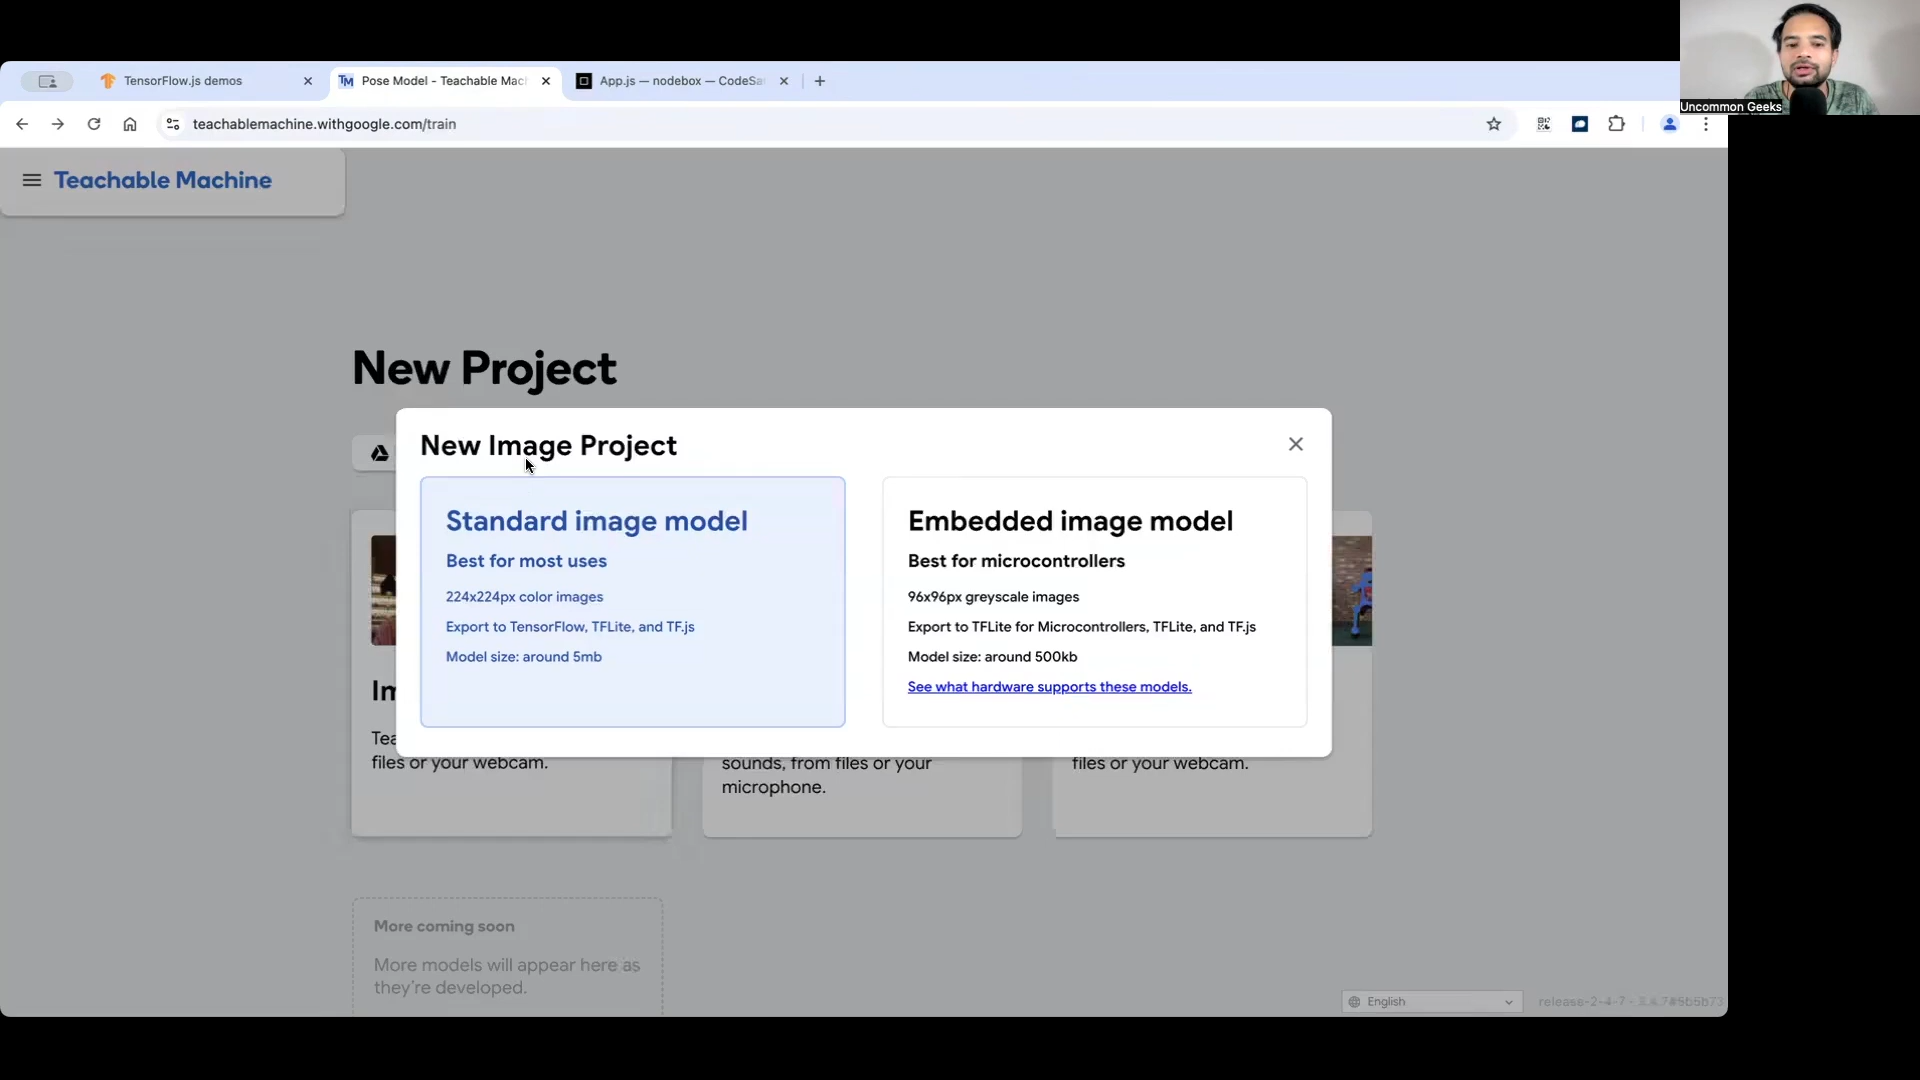 TensorFlow.js demos
Pose Model - Teachable Mac
App.js — nodebox — CodeSa
Uncommon Geeks
teachablemachine.withgoogle.com/train
Teachable Machine
New Project
New Image Project
Standard image model
Best for most uses
224x224px color images
Export to TensorFlow, TFLite, and TF.js
Model size: around 5mb
Embedded image model
Best for microcontrollers
96x96px greyscale images
Export to TFLite for Microcontrollers, TFLite, and TF.js
Model size: around 500kb
See what hardware supports these models.
Im
Tea
files or your webcam.
sounds, from files or your
microphone.
files or your webcam.
More coming soon
More models will appear here as
they're developed.
English
release-2-4-7 -